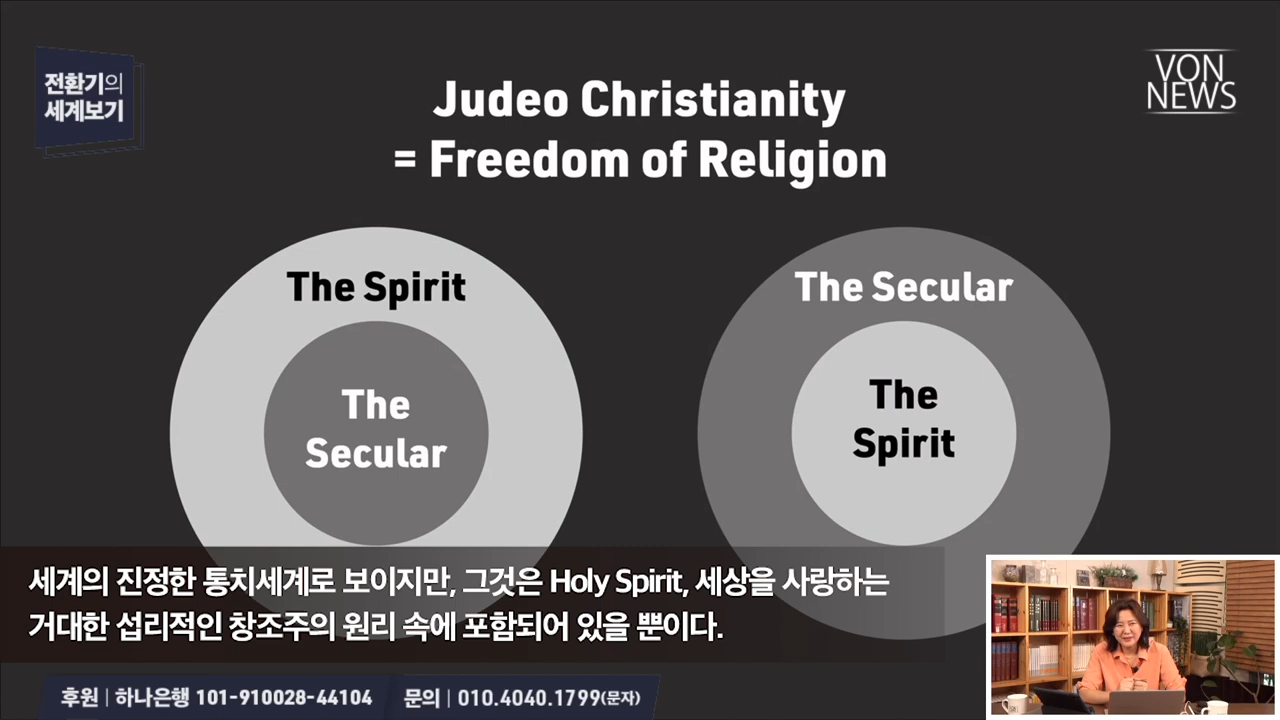 전환기의
세계보기
VON
NEWS
Judeo Christianity
= Freedom of Religion
The Spirit
The
Secular
The Secular
The
Spirit
세계의 진정한 통치세계로 보이지만, 그것은 Holy Spirit, 세상을 사랑하는
거대한 섭리적인 창조주의 원리 속에 포함되어 있을 뿐이다.
후원 | 하나은행 101-910028-44104 문의 | 010.4040.1799(문자)